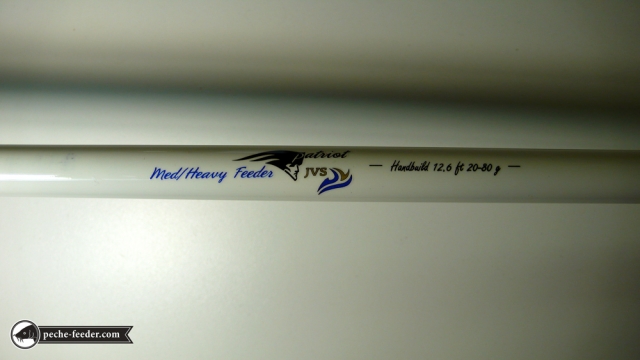 Patriot
Med/Heavy Feeder JVS — Handbuild 12,6 ft 20-80 g —
peche-feeder.com